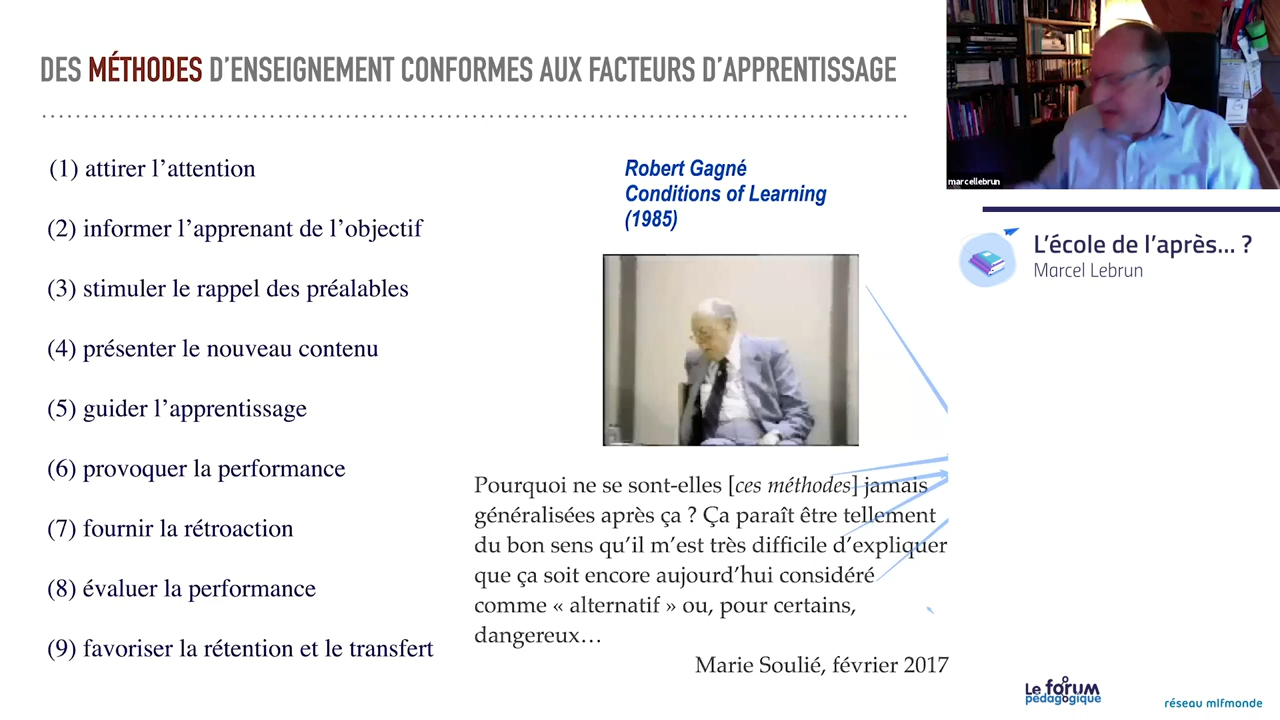 DES MÉTHODES D'ENSEIGNEMENT CONFORMES AUX FACTEURS D'APPRENTISSAGE
(1) attirer l'attention
(2) informer l'apprenant de l'objectif
(3) stimuler le rappel des préalables
(4) présenter le nouveau contenu
(5) guider l'apprentissage
(6) provoquer la performance
(7) fournir la rétroaction
(8) évaluer la performance
(9) favoriser la rétention et le transfert
Robert Gagné
Conditions of Learning
(1985)
Pourquoi ne se sont-elles [ces méthodes] jamais
généralisées après ça ? Ça paraît être tellement
du bon sens qu'il m'est très difficile d'expliquer
que ça soit encore aujourd'hui considéré
comme « alternatif » ou, pour certains,
dangereux…
Marie Soulié, février 2017
marcellebrun
L'école de l'après... ?
Marcel Lebrun
Le forum
pédagogique
réseau mlfmonde